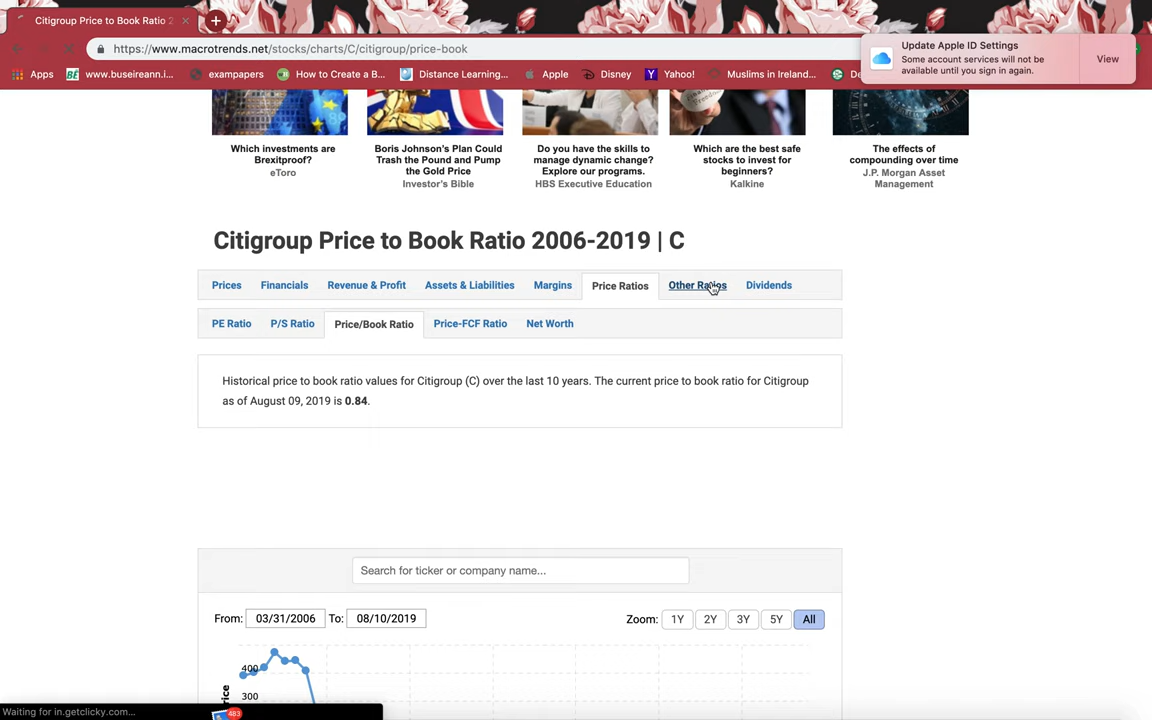 Citigroup Price to Book Ratio 2
https://www.macrotrends.net/stocks/charts/C/citigroup/price-book
Update Apple ID Settings
Some account services will not be
available until you sign in again.
View
Apps
BÉ
www.buseireann.i...
exampapers
How to Create a B...
Distance Learning...
Apple
Disney
Yahoo!
Muslims in Ireland...
Which investments are
Brexitproof?
eToro
Boris Johnson's Plan Could
Trash the Pound and Pump
the Gold Price
Investor's Bible
Do you have the skills to
manage dynamic change?
Explore our programs.
HBS Executive Education
Which are the best safe
stocks to invest for
beginners?
Kalkine
The effects of
compounding over time
J.P. Morgan Asset
Management
Citigroup Price to Book Ratio 2006-2019 | C
Prices Financials Revenue & Profit Assets & Liabilities Margins Price Ratios Other Ratios Dividends
PE Ratio P/S Ratio Price/Book Ratio Price-FCF Ratio Net Worth
Historical price to book ratio values for Citigroup (C) over the last 10 years. The current price to book ratio for Citigroup
as of August 09, 2019 is 0.84.
Search for ticker or company name...
From: 03/31/2006 To: 08/10/2019 Zoom: 1Y 2Y 3Y 5Y All
400
300
Waiting for in.getclicky.com...
483